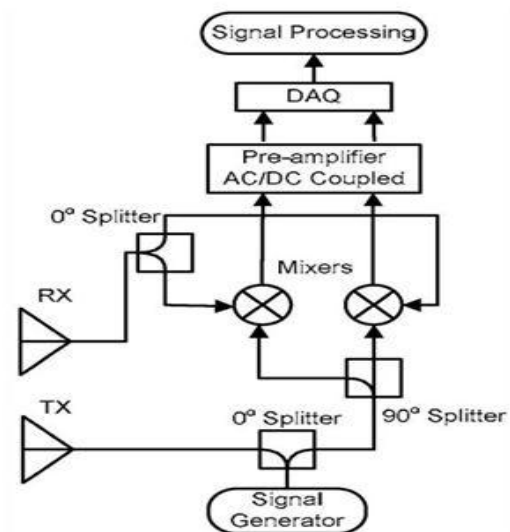 Signal Processing
DAQ
Pre-amplifier
AC/DC Coupled
0° Splitter
Mixers
RX
TX
0° Splitter
90° Splitter
Signal
Generator